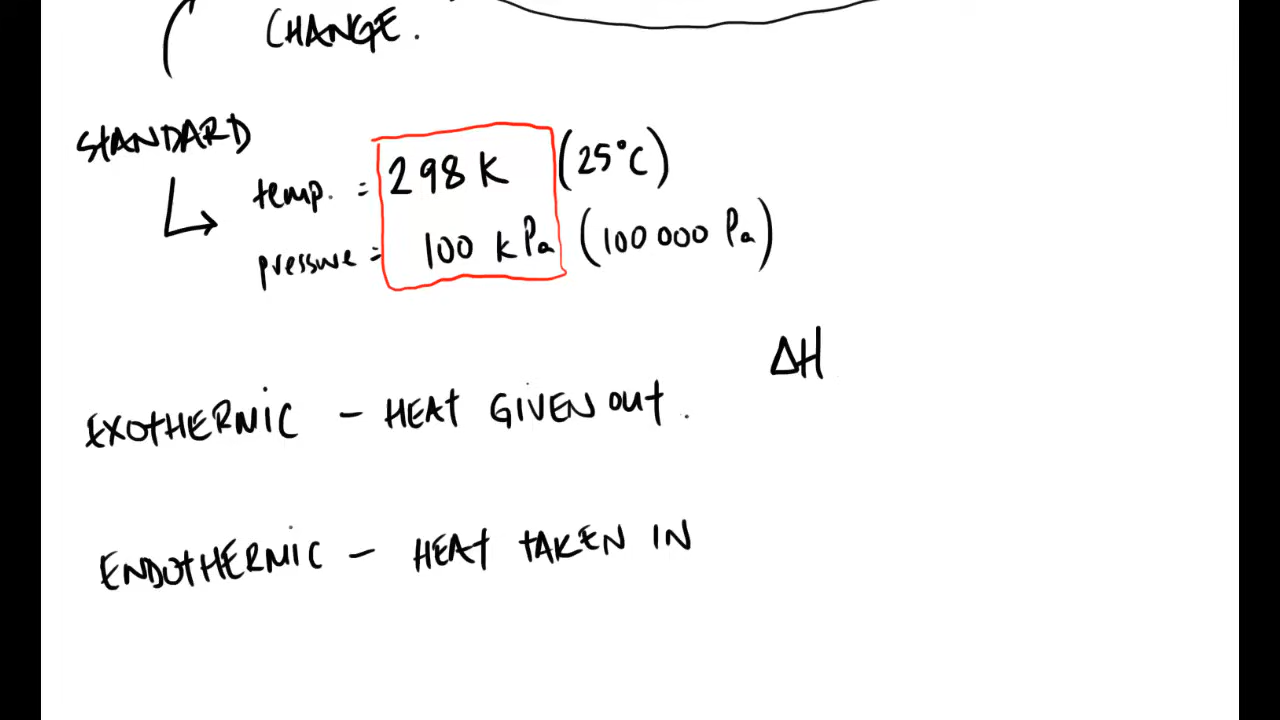 CHANGE.
STANDARD
temp. = 298 K (25°C)
pressure = 100 kPa (100 000 Pa)
ΔH
EXOTHERMIC – HEAT GIVEN OUT.
ENDOTHERMIC – HEAT TAKEN IN